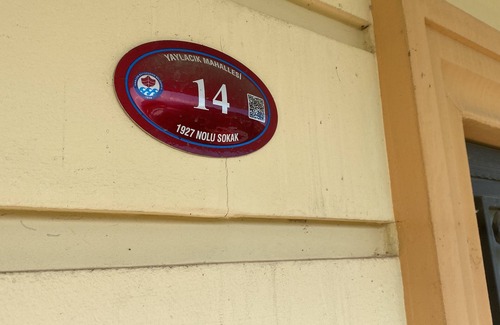 YAYLACIK MAHALLESİ
14
1927 NOLU SOKAK